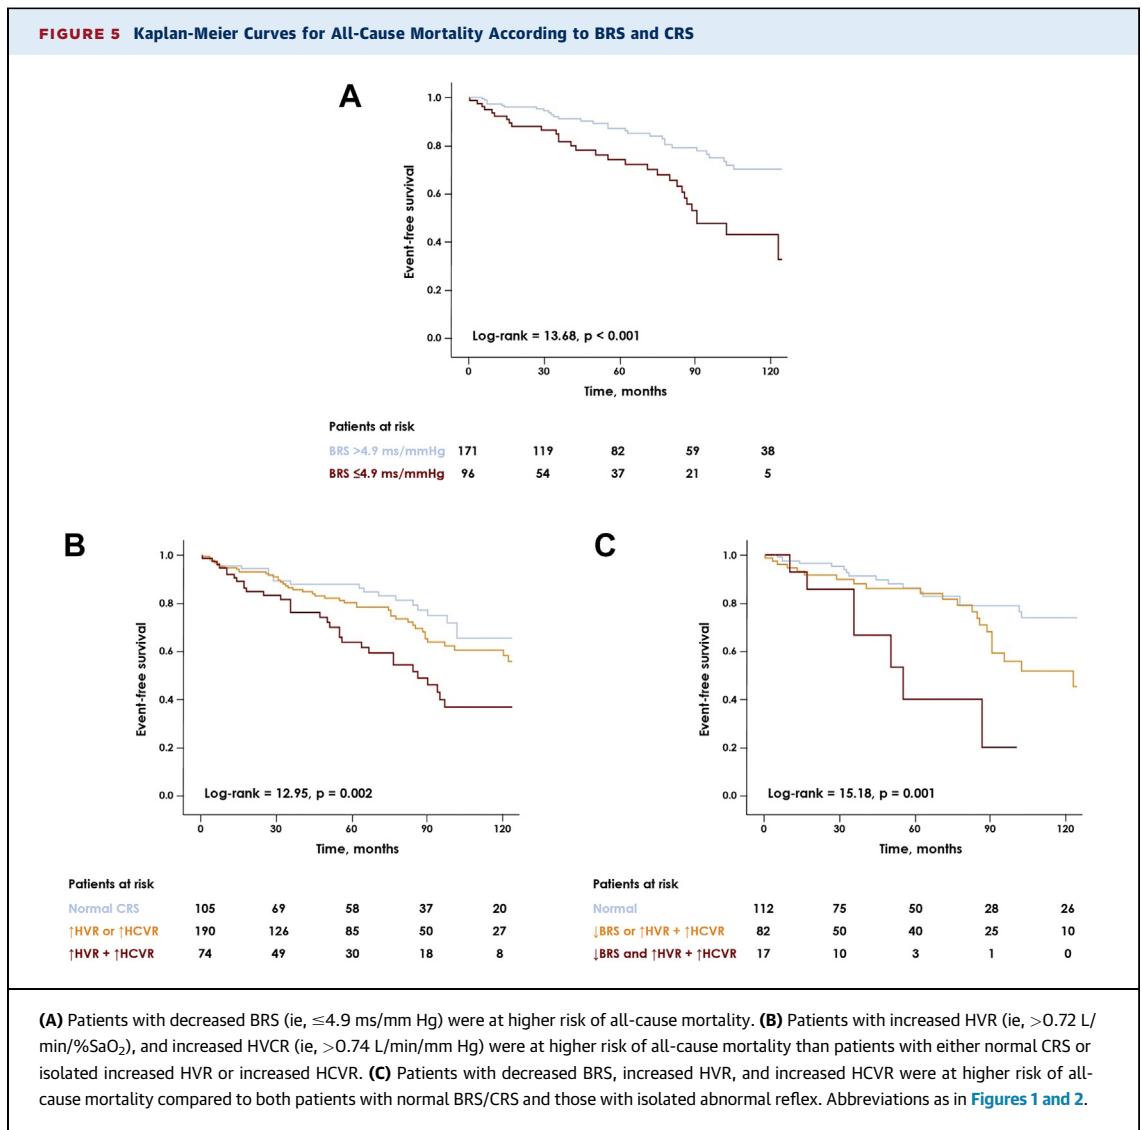 FIGURE 5 Kaplan-Meier Curves for All-Cause Mortality According to BRS and CRS
A
Event-free survival
1.0
0.8
0.6
0.4
0.2
0.0
Log-rank = 13.68, p < 0.001
0 30 60 90 120
Time, months
Patients at risk
BRS >4.9 ms/mmHg 171 119 82 59 38
BRS ≤4.9 ms/mmHg 96 54 37 21 5
B
Event-free survival
1.0
0.8
0.6
0.4
0.2
0.0
Log-rank = 12.95, p = 0.002
0 30 60 90 120
Time, months
Patients at risk
Normal CRS 105 69 58 37 20
↑HVR or ↑HCVR 190 126 85 50 27
↑HVR + ↑HCVR 74 49 30 18 8
C
Event-free survival
1.0
0.8
0.6
0.4
0.2
0.0
Log-rank = 15.18, p = 0.001
0 30 60 90 120
Time, months
Patients at risk
Normal 112 75 50 28 26
↓BRS or ↑HVR + ↑HCVR 82 50 40 25 10
↓BRS and ↑HVR + ↑HCVR 17 10 3 1 0
(A) Patients with decreased BRS (ie, ≤4.9 ms/mm Hg) were at higher risk of all-cause mortality. (B) Patients with increased HVR (ie, >0.72 L/
min/%SaO₂), and increased HVCR (ie, >0.74 L/min/mm Hg) were at higher risk of all-cause mortality than patients with either normal CRS or
isolated increased HVR or increased HCVR. (C) Patients with decreased BRS, increased HVR, and increased HCVR were at higher risk of all-
cause mortality compared to both patients with normal BRS/CRS and those with isolated abnormal reflex. Abbreviations as in Figures 1 and 2.